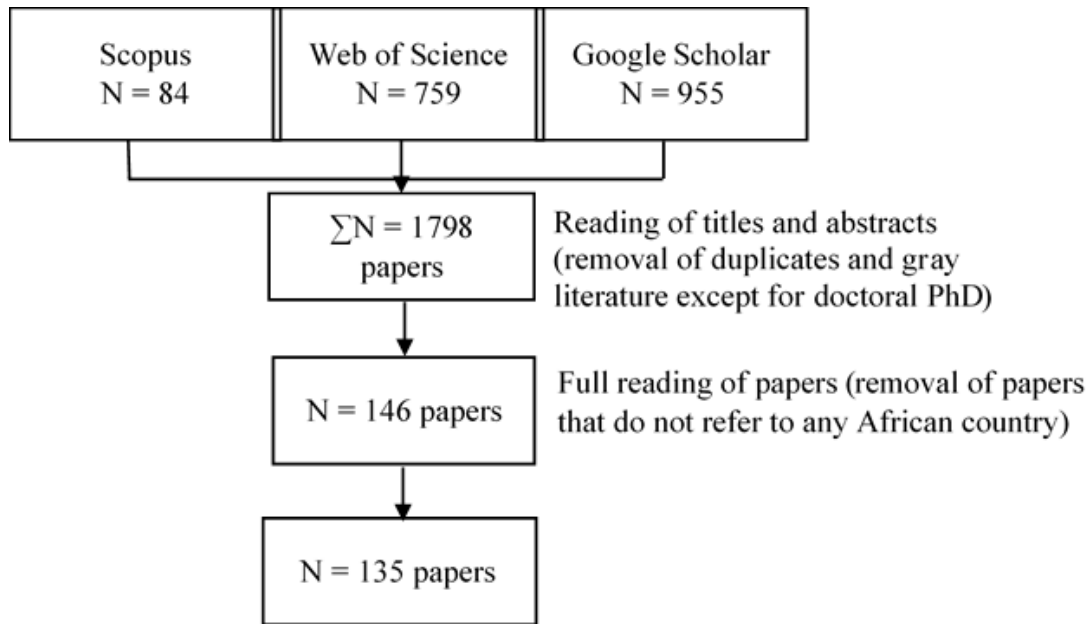 Scopus
N = 84
Web of Science
N = 759
Google Scholar
N = 955
∑N = 1798
papers
Reading of titles and abstracts
(removal of duplicates and gray
literature except for doctoral PhD)
N = 146 papers
Full reading of papers (removal of papers
that do not refer to any African country)
N = 135 papers